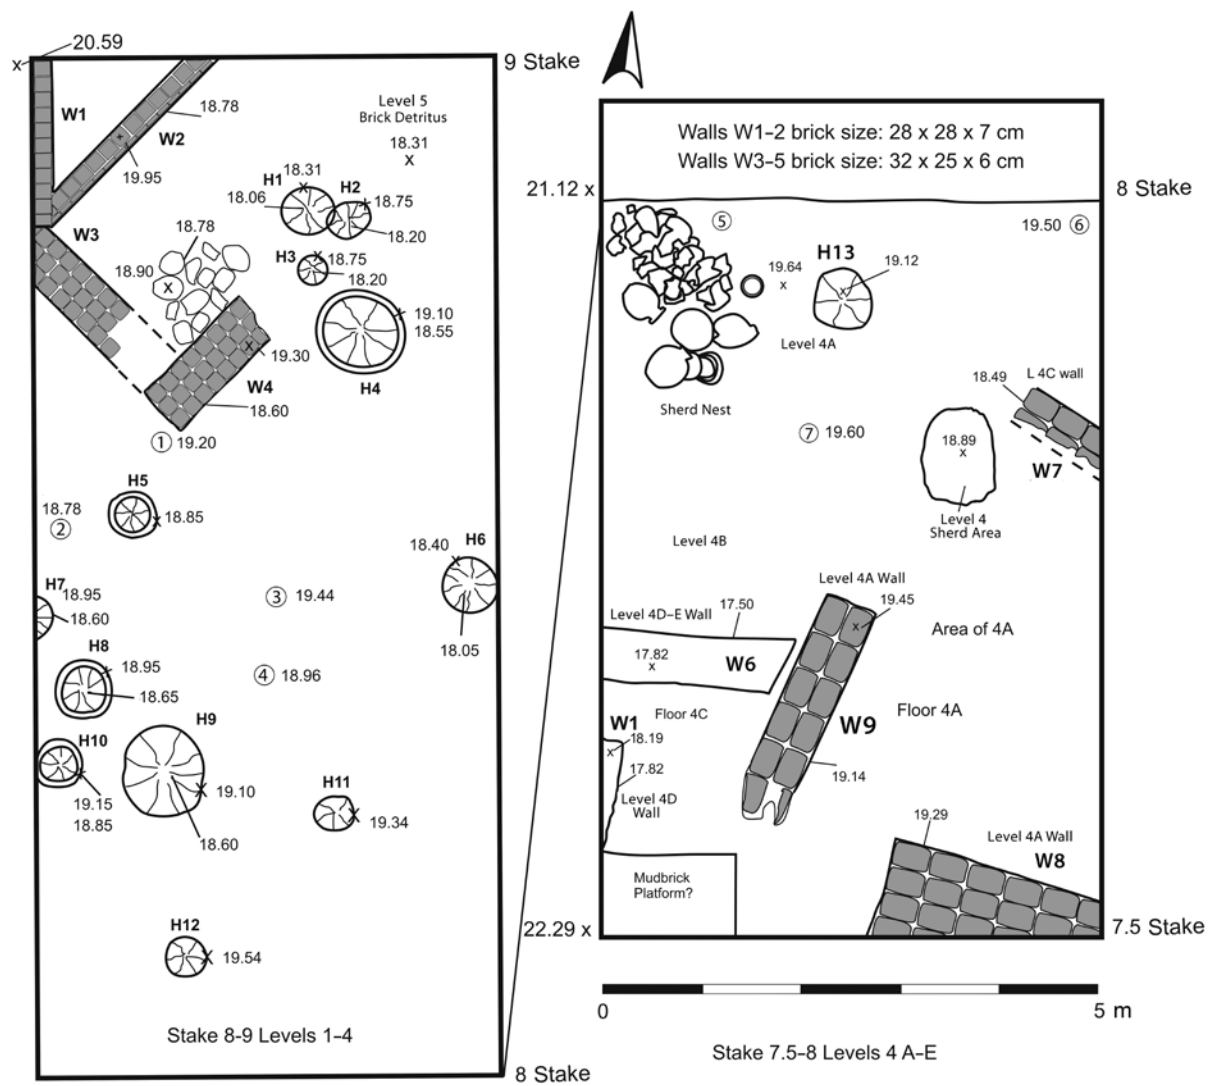 20.59
x
9 Stake
W1
18.78
W2
19.95
Level 5
Brick Detritus
18.31
x
18.31
H1
H2
18.06
18.75
18.20
W3
18.78
18.90
x
H3
18.75
18.20
19.10
18.55
H4
x
19.30
W4
18.60
① 19.20
H5
18.78
②
18.85
18.40
H6
18.05
H7
18.95
18.60
③ 19.44
H8
18.95
18.65
④ 18.96
H9
H10
19.15
18.85
19.10
18.60
H11
19.34
H12
19.54
Stake 8-9 Levels 1–4
8 Stake
Walls W1–2 brick size: 28 x 28 x 7 cm
Walls W3–5 brick size: 32 x 25 x 6 cm
21.12 x
8 Stake
⑤
19.50 ⑥
H13
19.64
x
19.12
x
Level 4A
Sherd Nest
L 4C wall
18.49
W7
⑦ 19.60
18.89
x
Level 4
Sherd Area
Level 4B
Level 4A Wall
19.45
x
Level 4D–E Wall
17.50
17.82
x
W6
Area of 4A
Floor 4C
Floor 4A
W9
W1
18.19
x
17.82
Level 4D
Wall
19.14
19.29
Level 4A Wall
W8
Mudbrick
Platform?
22.29 x
7.5 Stake
0
5 m
Stake 7.5–8 Levels 4 A–E